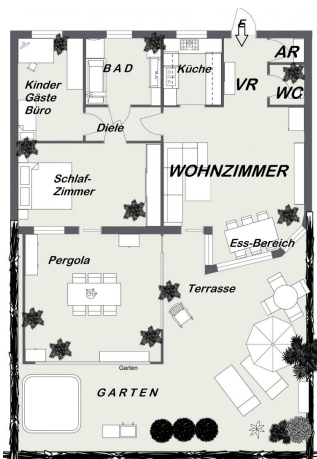 E
AR
BAD
Küche
VR
WC
Kinder
Gäste
Büro
Diele
WOHNZIMMER
Schlaf-
Zimmer
Ess-Bereich
Pergola
Terrasse
Garten
GARTEN